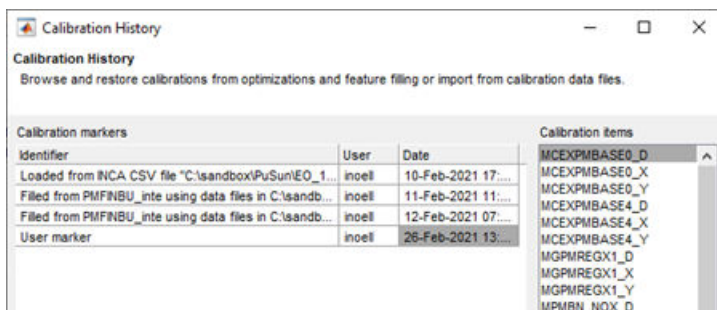 Calibration History
Calibration History
Browse and restore calibrations from optimizations and feature filling or import from calibration data files.
Calibration markers
Identifier User Date
Loaded from INCA CSV file "C:\sandbox\PuSun\EO_1... inoell 10-Feb-2021 17:...
Filled from PMFINBU_inte using data files in C:\sandb... inoell 11-Feb-2021 11:...
Filled from PMFINBU_inte using data files in C:\sandb... inoell 12-Feb-2021 07:...
User marker inoell 26-Feb-2021 13:...
Calibration items
MCEXPMBASE0_D
MCEXPMBASE0_X
MCEXPMBASE0_Y
MCEXPMBASE4_D
MCEXPMBASE4_X
MCEXPMBASE4_Y
MGPMREGX1_D
MGPMREGX1_X
MGPMREGX1_Y
MPMBN_NOX_D